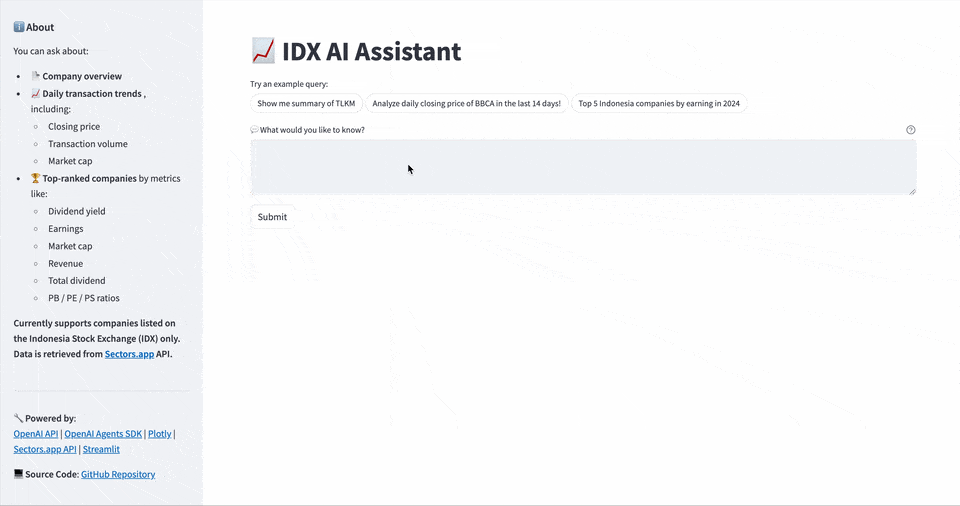 About
You can ask about:
Company overview
Daily transaction trends ,
including:
Closing price
Transaction volume
Market cap
Top-ranked companies by metrics
like:
Dividend yield
Earnings
Market cap
Revenue
Total dividend
PB / PE / PS ratios
Currently supports companies listed on
the Indonesia Stock Exchange (IDX) only.
Data is retrieved from Sectors.app API.
Powered by:
OpenAI API | OpenAI Agents SDK | Plotly |
Sectors.app API | Streamlit
Source Code: GitHub Repository
IDX AI Assistant
Try an example query:
Show me summary of TLKM
Analyze daily closing price of BBCA in the last 14 days!
Top 5 Indonesia companies by earning in 2024
What would you like to know?
Submit